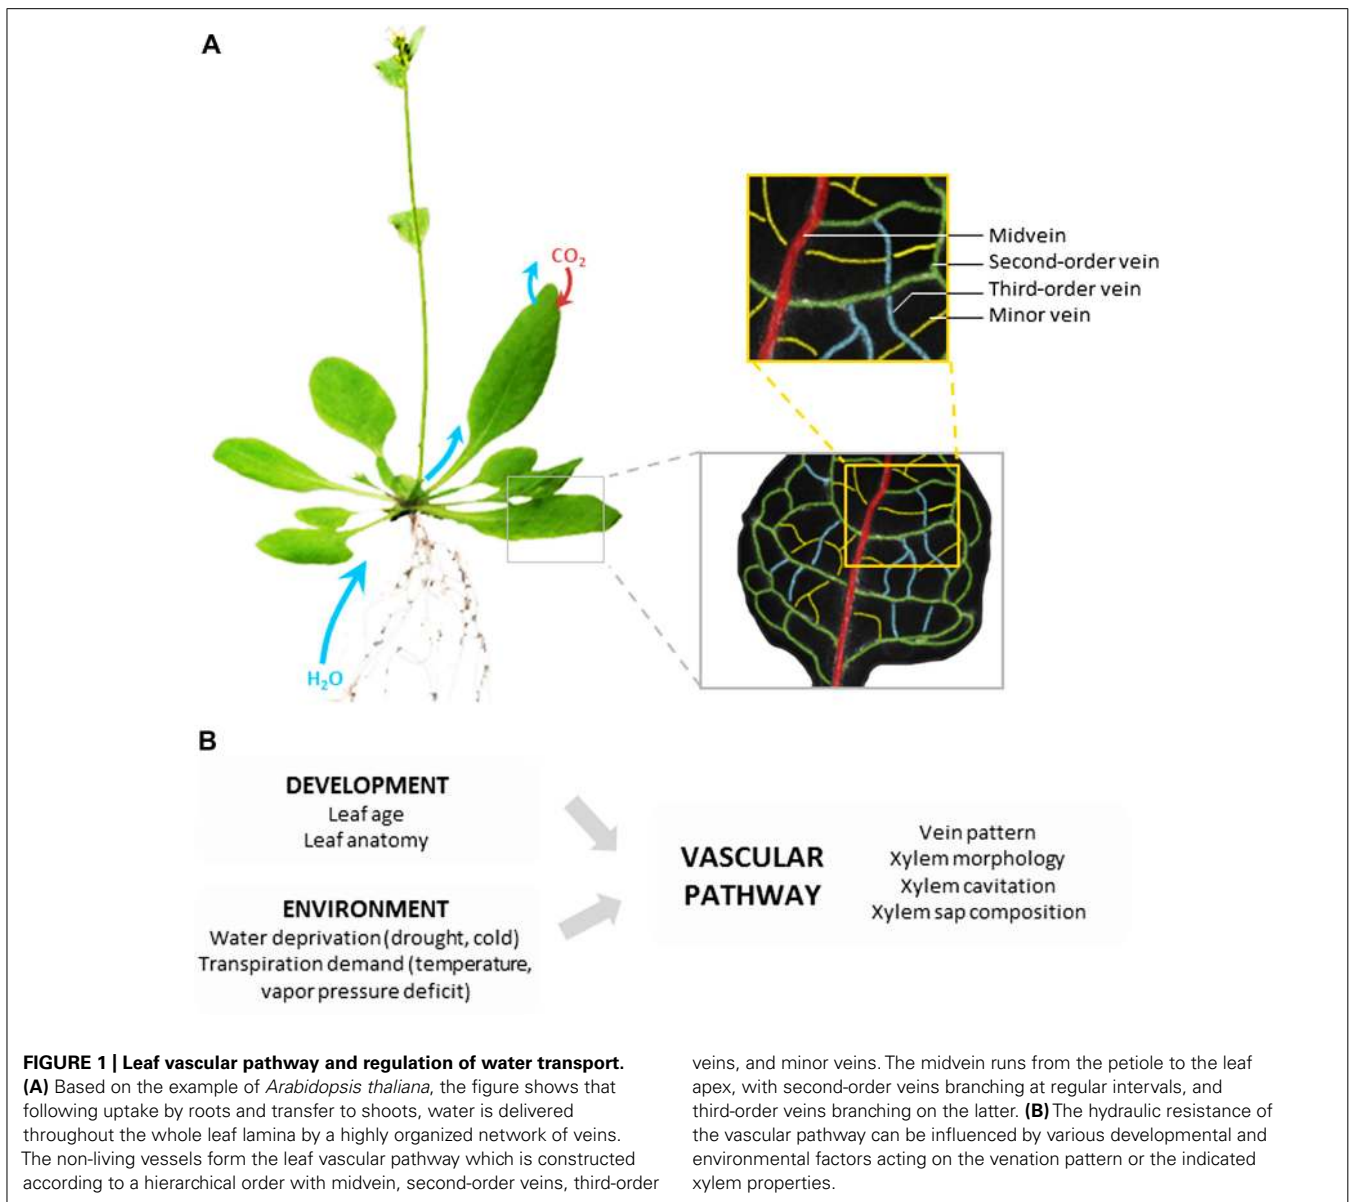 A
CO₂
Midvein
Second-order vein
Third-order vein
Minor vein
H₂O
B
DEVELOPMENT
Leaf age
Leaf anatomy
ENVIRONMENT
Water deprivation (drought, cold)
Transpiration demand (temperature,
vapor pressure deficit)
VASCULAR
PATHWAY
Vein pattern
Xylem morphology
Xylem cavitation
Xylem sap composition
FIGURE 1 | Leaf vascular pathway and regulation of water transport.
(A) Based on the example of Arabidopsis thaliana, the figure shows that
following uptake by roots and transfer to shoots, water is delivered
throughout the whole leaf lamina by a highly organized network of veins.
The non-living vessels form the leaf vascular pathway which is constructed
according to a hierarchical order with midvein, second-order veins, third-order
veins, and minor veins. The midvein runs from the petiole to the leaf
apex, with second-order veins branching at regular intervals, and
third-order veins branching on the latter. (B) The hydraulic resistance of
the vascular pathway can be influenced by various developmental and
environmental factors acting on the venation pattern or the indicated
xylem properties.